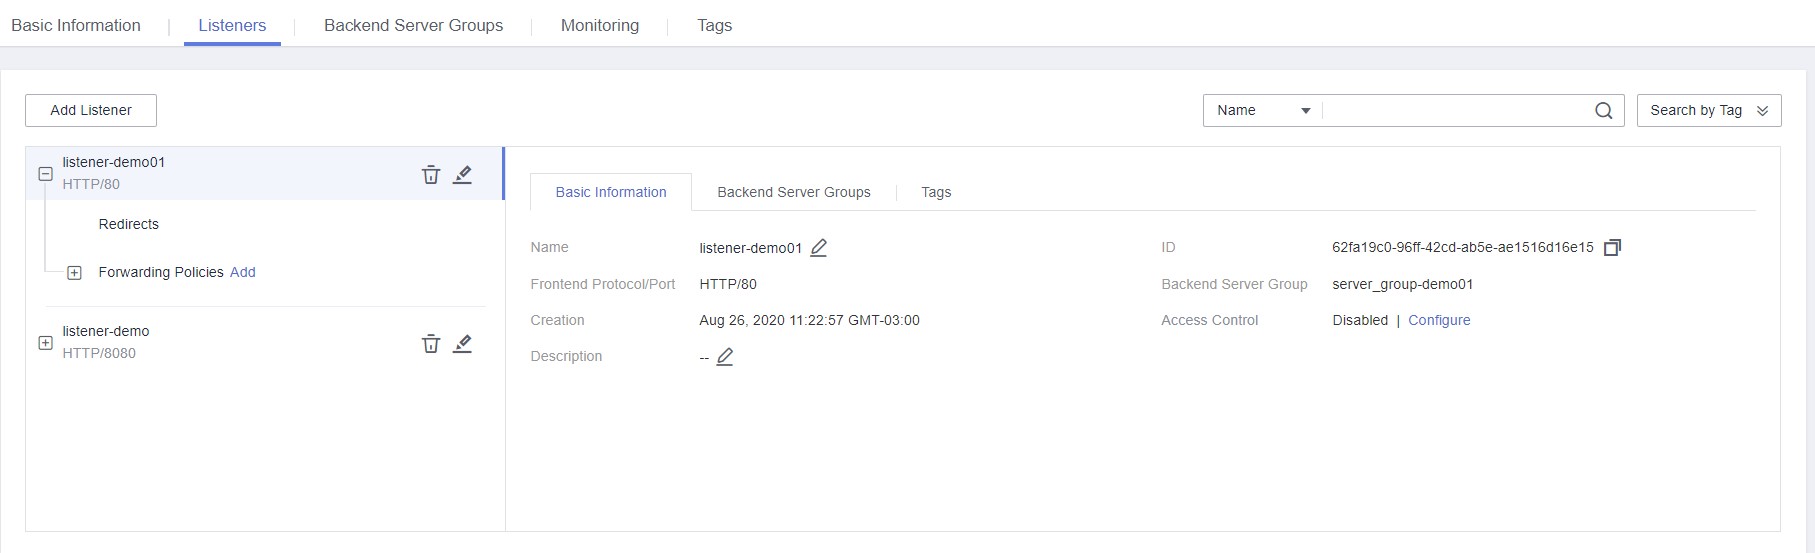 Basic Information | Listeners | Backend Server Groups | Monitoring | Tags
Add Listener
Name
Search by Tag
listener-demo01
HTTP/80
Redirects
Forwarding Policies Add
listener-demo
HTTP/8080
Basic Information Backend Server Groups | Tags
Name listener-demo01 ID 62fa19c0-96ff-42cd-ab5e-ae1516d16e15
Frontend Protocol/Port HTTP/80 Backend Server Group server_group-demo01
Creation Aug 26, 2020 11:22:57 GMT-03:00 Access Control Disabled | Configure
Description --